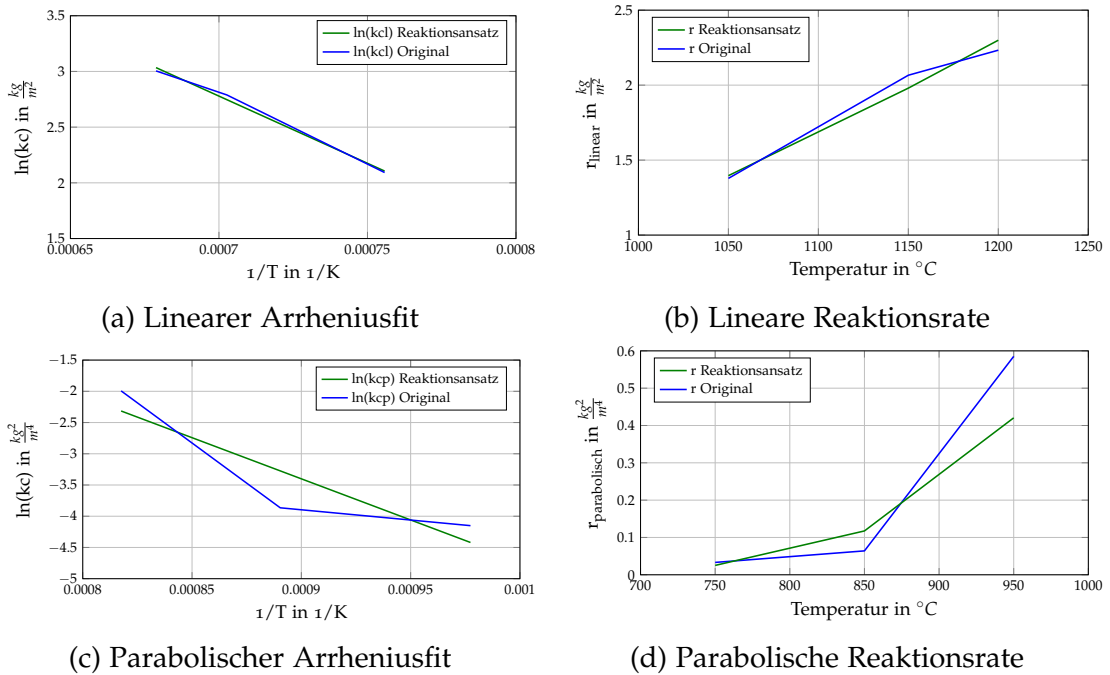 3.5
3
2.5
2
1.5
0.00065 0.0007 0.00075 0.0008
ln(kc) in kg/m²
1/T in 1/K
ln(kcl) Reaktionsansatz
ln(kcl) Original
(a) Linearer Arrheniusfit
2.5
2
1.5
1
1000 1050 1100 1150 1200 1250
r_linear in kg/m²
Temperatur in °C
r Reaktionsansatz
r Original
(b) Lineare Reaktionsrate
−1.5
−2
−2.5
−3
−3.5
−4
−4.5
−5
0.0008 0.00085 0.0009 0.00095 0.001
ln(kc) in kg²/m⁴
1/T in 1/K
ln(kcp) Reaktionsansatz
ln(kcp) Original
(c) Parabolischer Arrheniusfit
0.6
0.5
0.4
0.3
0.2
0.1
0
700 750 800 850 900 950 1000
r_parabolisch in kg²/m⁴
Temperatur in °C
r Reaktionsansatz
r Original
(d) Parabolische Reaktionsrate